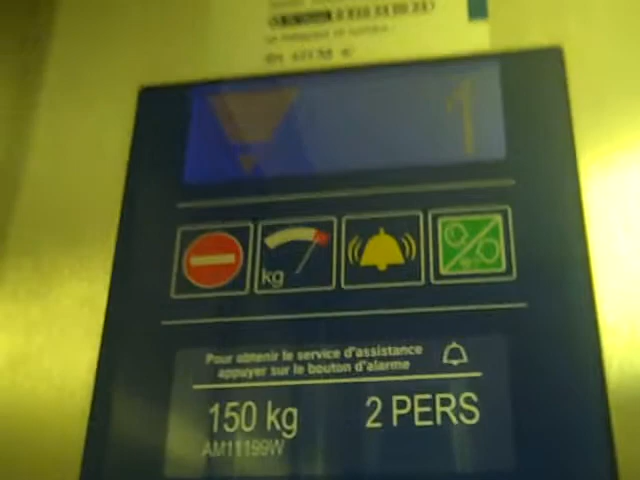 1
kg
Pour obtenir le service d'assistance
appuyer sur le bouton d'alarme
150 kg 2 PERS
AM11199W